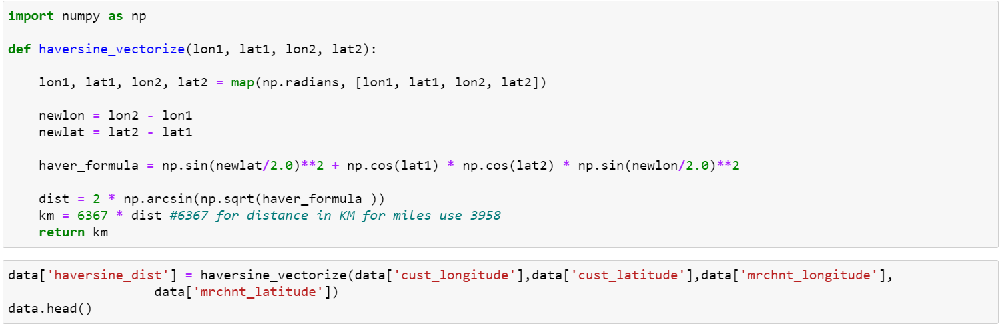 import numpy as np
def haversine_vectorize(lon1, lat1, lon2, lat2):
    lon1, lat1, lon2, lat2 = map(np.radians, [lon1, lat1, lon2, lat2])
    newlon = lon2 - lon1
    newlat = lat2 - lat1
    haver_formula = np.sin(newlat/2.0)**2 + np.cos(lat1) * np.cos(lat2) * np.sin(newlon/2.0)**2
    dist = 2 * np.arcsin(np.sqrt(haver_formula ))
    km = 6367 * dist #6367 for distance in KM for miles use 3958
    return km
data['haversine_dist'] = haversine_vectorize(data['cust_longitude'],data['cust_latitude'],data['mrchnt_longitude'],
                   data['mrchnt_latitude'])
data.head()